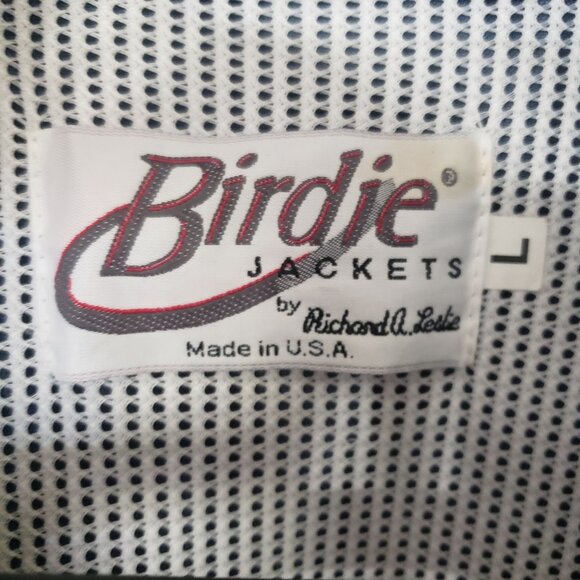 Birdie®
JACKETS
by Richard A. Leslie
Made in U.S.A.
L